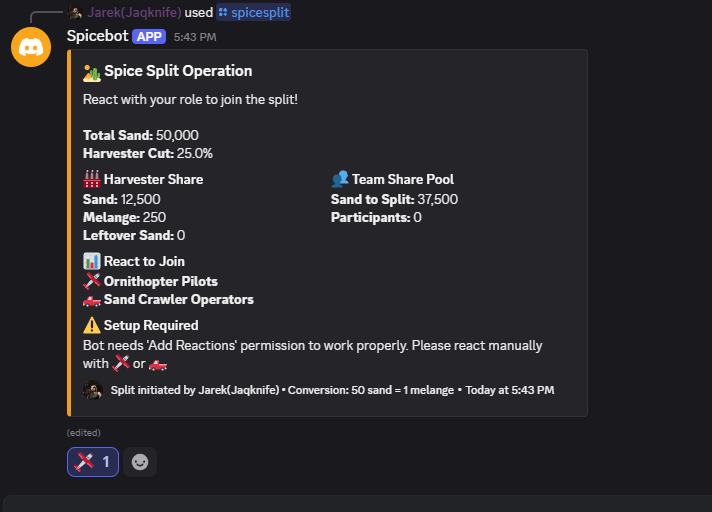 Jarek(Jaqknife) used spicesplit
Spicebot APP 5:43 PM
Spice Split Operation
React with your role to join the split!
Total Sand: 50,000
Harvester Cut: 25.0%
Harvester Share
Sand: 12,500
Melange: 250
Leftover Sand: 0
Team Share Pool
Sand to Split: 37,500
Participants: 0
React to Join
Ornithopter Pilots
Sand Crawler Operators
Setup Required
Bot needs 'Add Reactions' permission to work properly. Please react manually
with or
Split initiated by Jarek(Jaqknife) • Conversion: 50 sand = 1 melange • Today at 5:43 PM
(edited)
1